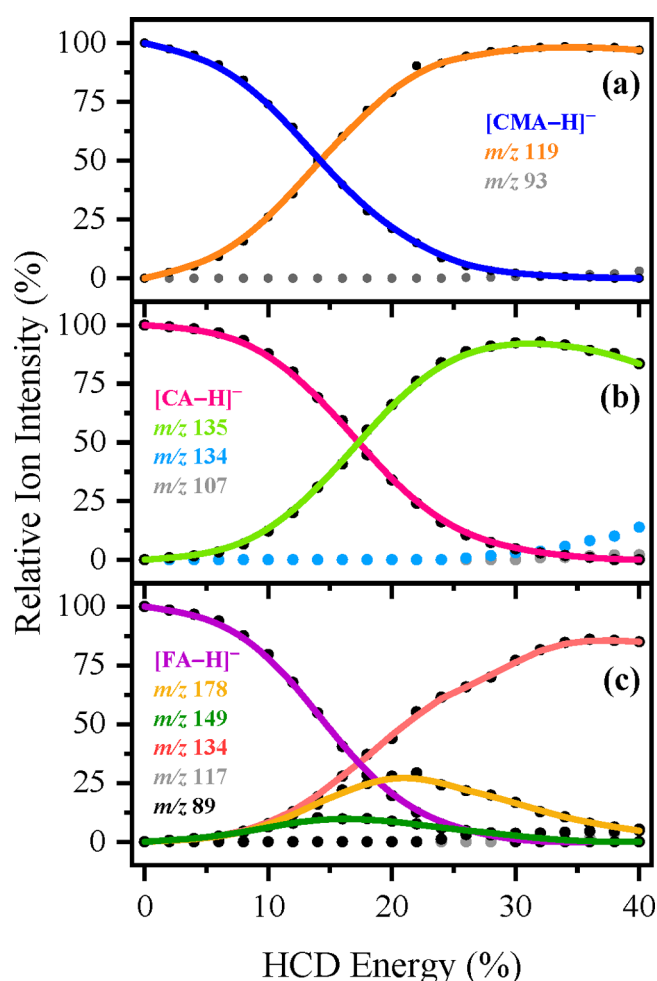 100
75
50
25
0
(a)
[CMA−H]⁻
m/z 119
m/z 93
100
75
50
25
0
(b)
[CA−H]⁻
m/z 135
m/z 134
m/z 107
100
75
50
25
0
(c)
[FA−H]⁻
m/z 178
m/z 149
m/z 134
m/z 117
m/z 89
0 10 20 30 40
HCD Energy (%)
Relative Ion Intensity (%)